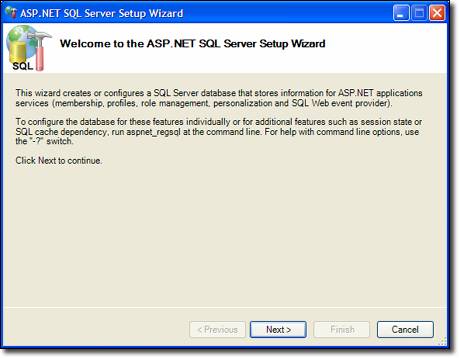 ASP.NET SQL Server Setup Wizard
SQL
Welcome to the ASP.NET SQL Server Setup Wizard
This wizard creates or configures a SQL Server database that stores information for ASP.NET applications
services (membership, profiles, role management, personalization and SQL Web event provider).
To configure the database for these features individually or for additional features such as session state or
SQL cache dependency, run aspnet_regsql at the command line. For help with command line options, use
the "-?" switch.
Click Next to continue.
< Previous
Next >
Finish
Cancel